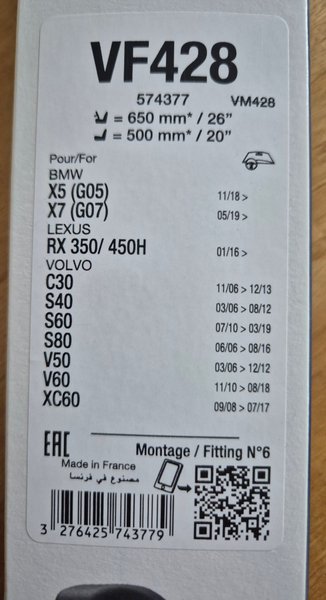 VF428
574377 VM428
= 650 mm* / 26”
= 500 mm* / 20”
Pour/For
BMW
X5 (G05) 11/18 >
X7 (G07) 05/19 >
LEXUS
RX 350/ 450H 01/16 >
VOLVO
C30 11/06 > 12/13
S40 03/06 > 08/12
S60 07/10 > 03/19
S80 06/06 > 08/16
V50 03/06 > 12/12
V60 11/10 > 08/18
XC60 09/08 > 07/17
EAC Montage / Fitting N°6
Made in France
مصنوع في فرنسا
3 276425 743779